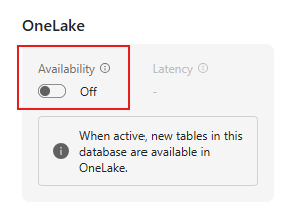 OneLake
Availability Latency
Off -
When active, new tables in this
database are available in
OneLake.